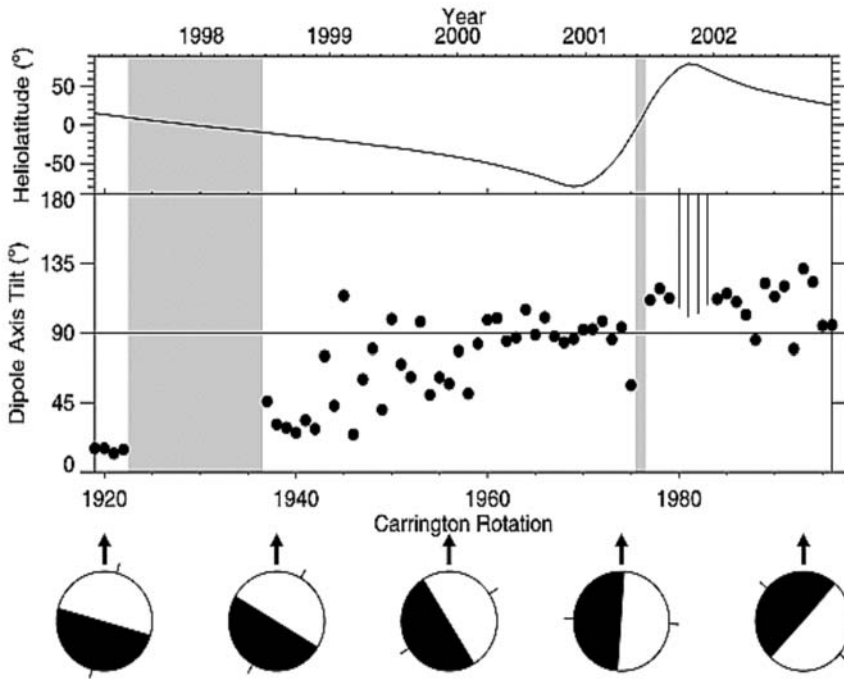 Year
1998 1999 2000 2001 2002
Heliolatitude (°)
50
0
-50
Dipole Axis Tilt (°)
180
135
90
45
0
1920 1940 1960 1980
Carrington Rotation